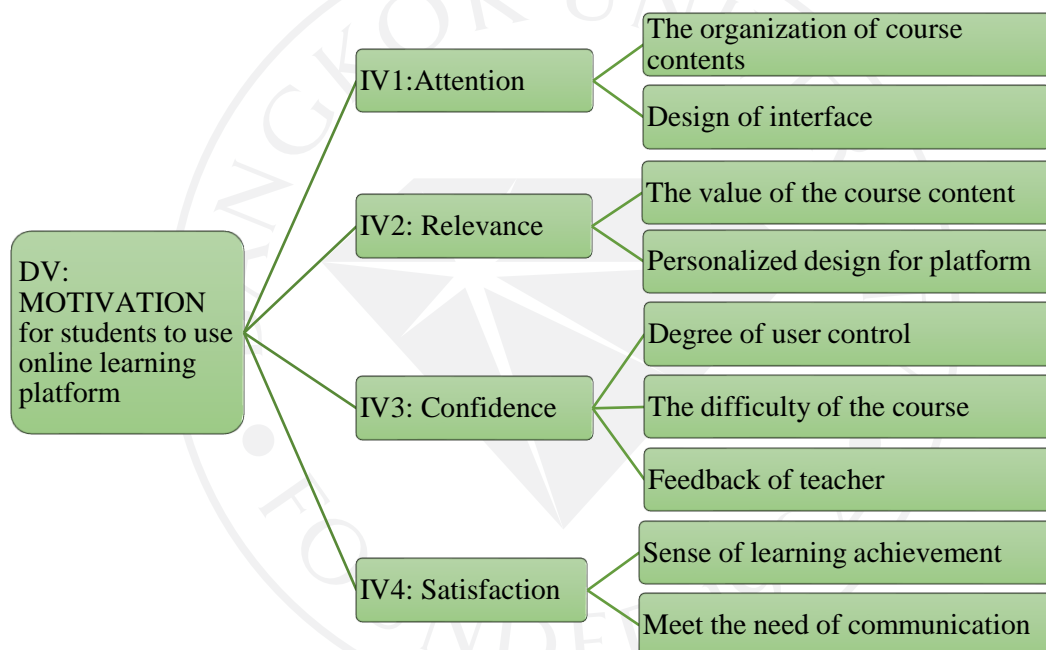 The organization of course
contents
IV1:Attention
Design of interface
The value of the course content
IV2: Relevance
Personalized design for platform
DV:
MOTIVATION
for students to use
online learning
platform
Degree of user control
IV3: Confidence
The difficulty of the course
Feedback of teacher
Sense of learning achievement
IV4: Satisfaction
Meet the need of communication